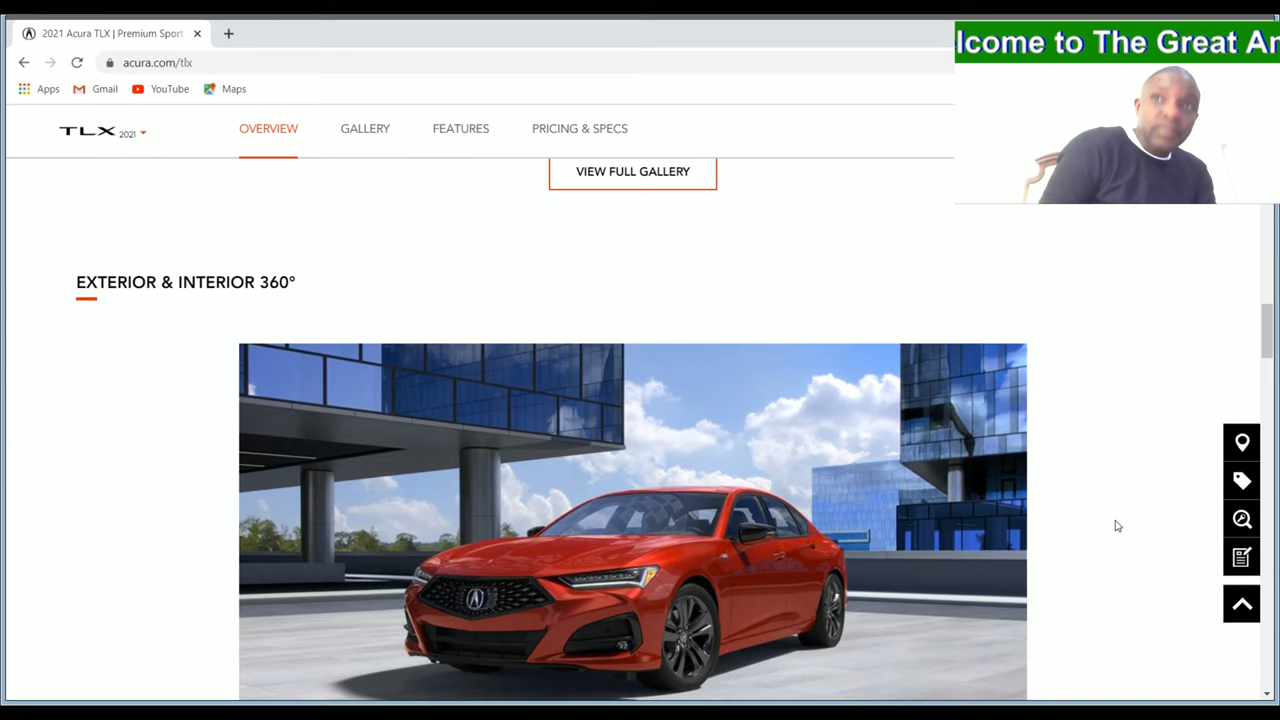 2021 Acura TLX | Premium Sport
lcome to The Great An
acura.com/tlx
Apps Gmail YouTube Maps
TLX 2021 OVERVIEW GALLERY FEATURES PRICING & SPECS
VIEW FULL GALLERY
EXTERIOR & INTERIOR 360°